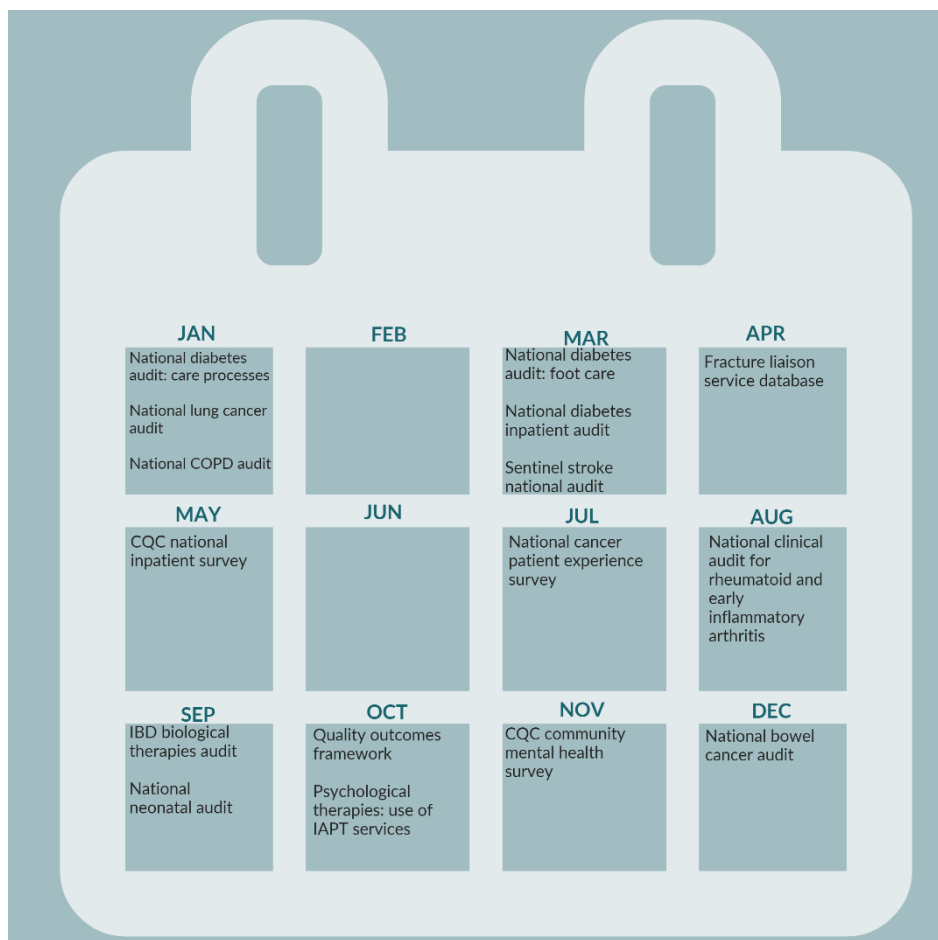 JAN
National diabetes
audit: care processes
National lung cancer
audit
National COPD audit
FEB
MAR
National diabetes
audit: foot care
National diabetes
inpatient audit
Sentinel stroke
national audit
APR
Fracture liaison
service database
MAY
CQC national
inpatient survey
JUN
JUL
National cancer
patient experience
survey
AUG
National clinical
audit for
rheumatoid and
early
inflammatory
arthritis
SEP
IBD biological
therapies audit
National
neonatal audit
OCT
Quality outcomes
framework
Psychological
therapies: use of
IAPT services
NOV
CQC community
mental health
survey
DEC
National bowel
cancer audit